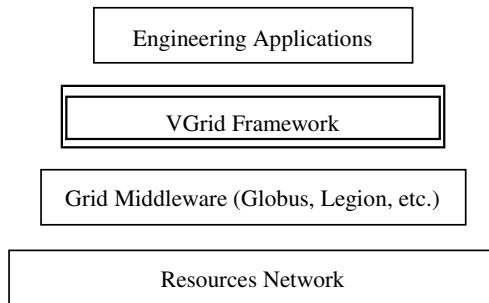 Engineering Applications
VGrid Framework
Grid Middleware (Globus, Legion, etc.)
Resources Network